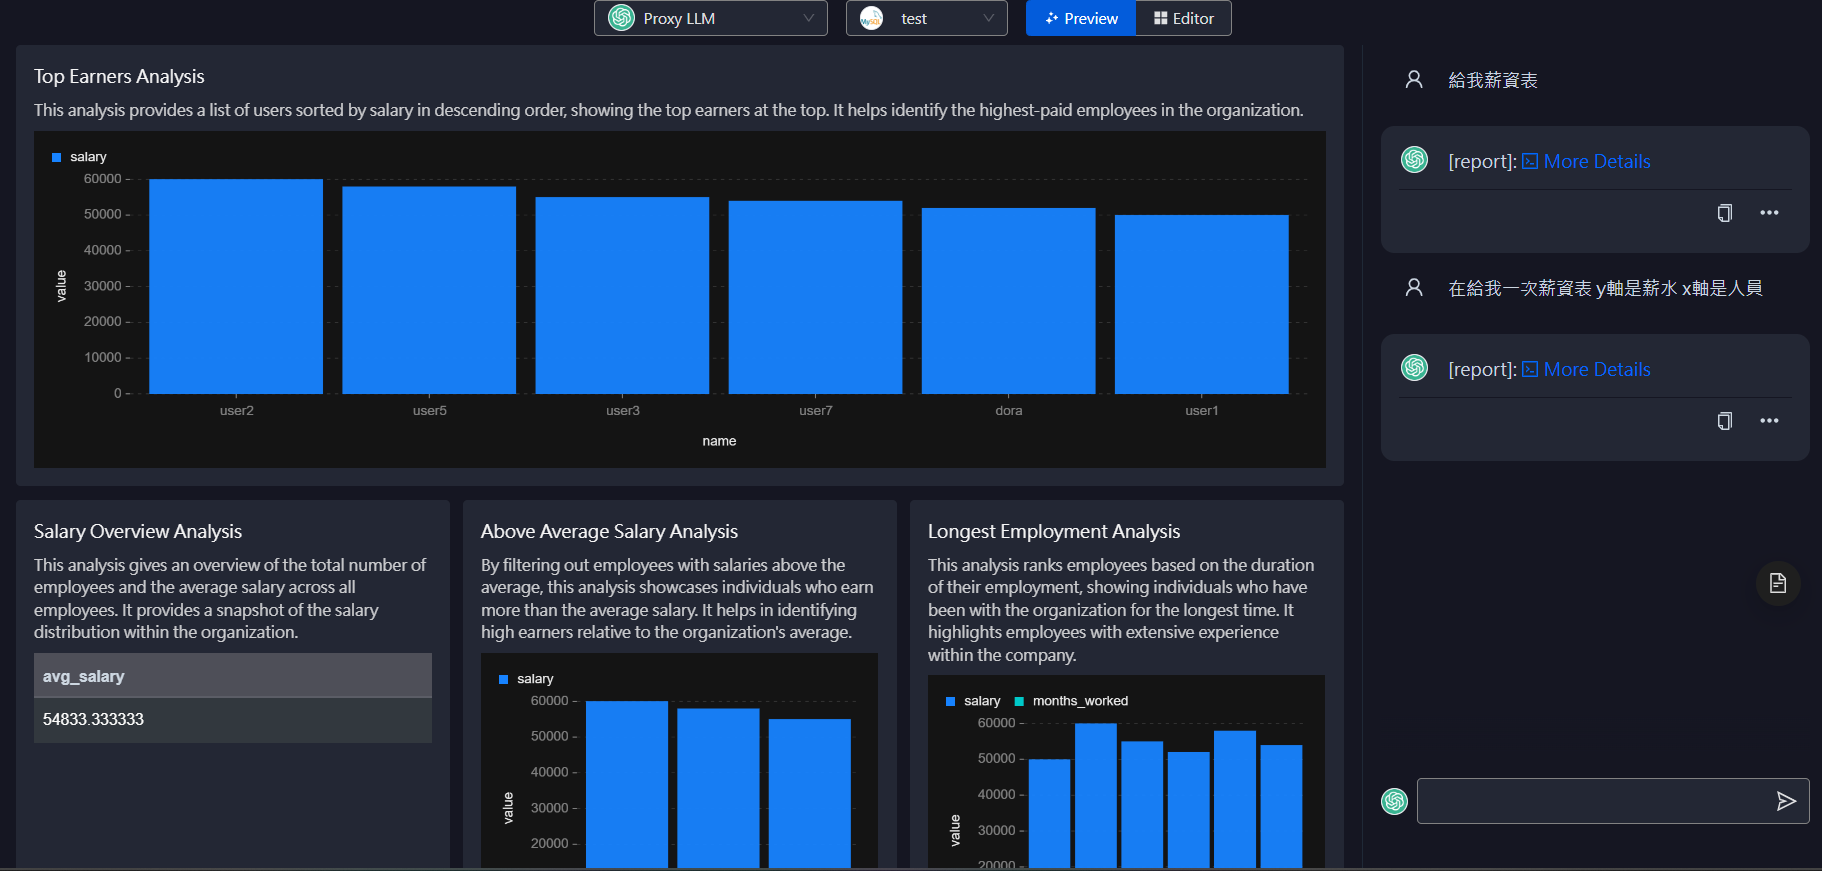 Proxy LLM
MySQL
test
Preview
Editor
Top Earners Analysis
This analysis provides a list of users sorted by salary in descending order, showing the top earners at the top. It helps identify the highest-paid employees in the organization.
salary
60000
50000
40000
30000
20000
10000
0
value
user2
user5
user3
user7
dora
user1
name
Salary Overview Analysis
This analysis gives an overview of the total number of
employees and the average salary across all
employees. It provides a snapshot of the salary
distribution within the organization.
avg_salary
54833.333333
Above Average Salary Analysis
By filtering out employees with salaries above the
average, this analysis showcases individuals who earn
more than the average salary. It helps in identifying
high earners relative to the organization's average.
salary
60000
50000
40000
30000
20000
value
Longest Employment Analysis
This analysis ranks employees based on the duration
of their employment, showing individuals who have
been with the organization for the longest time. It
highlights employees with extensive experience
within the company.
salary
months_worked
60000
50000
40000
30000
20000
value
給我薪資表
[report]: More Details
在給我一次薪資表 y軸是薪水 x軸是人員
[report]: More Details